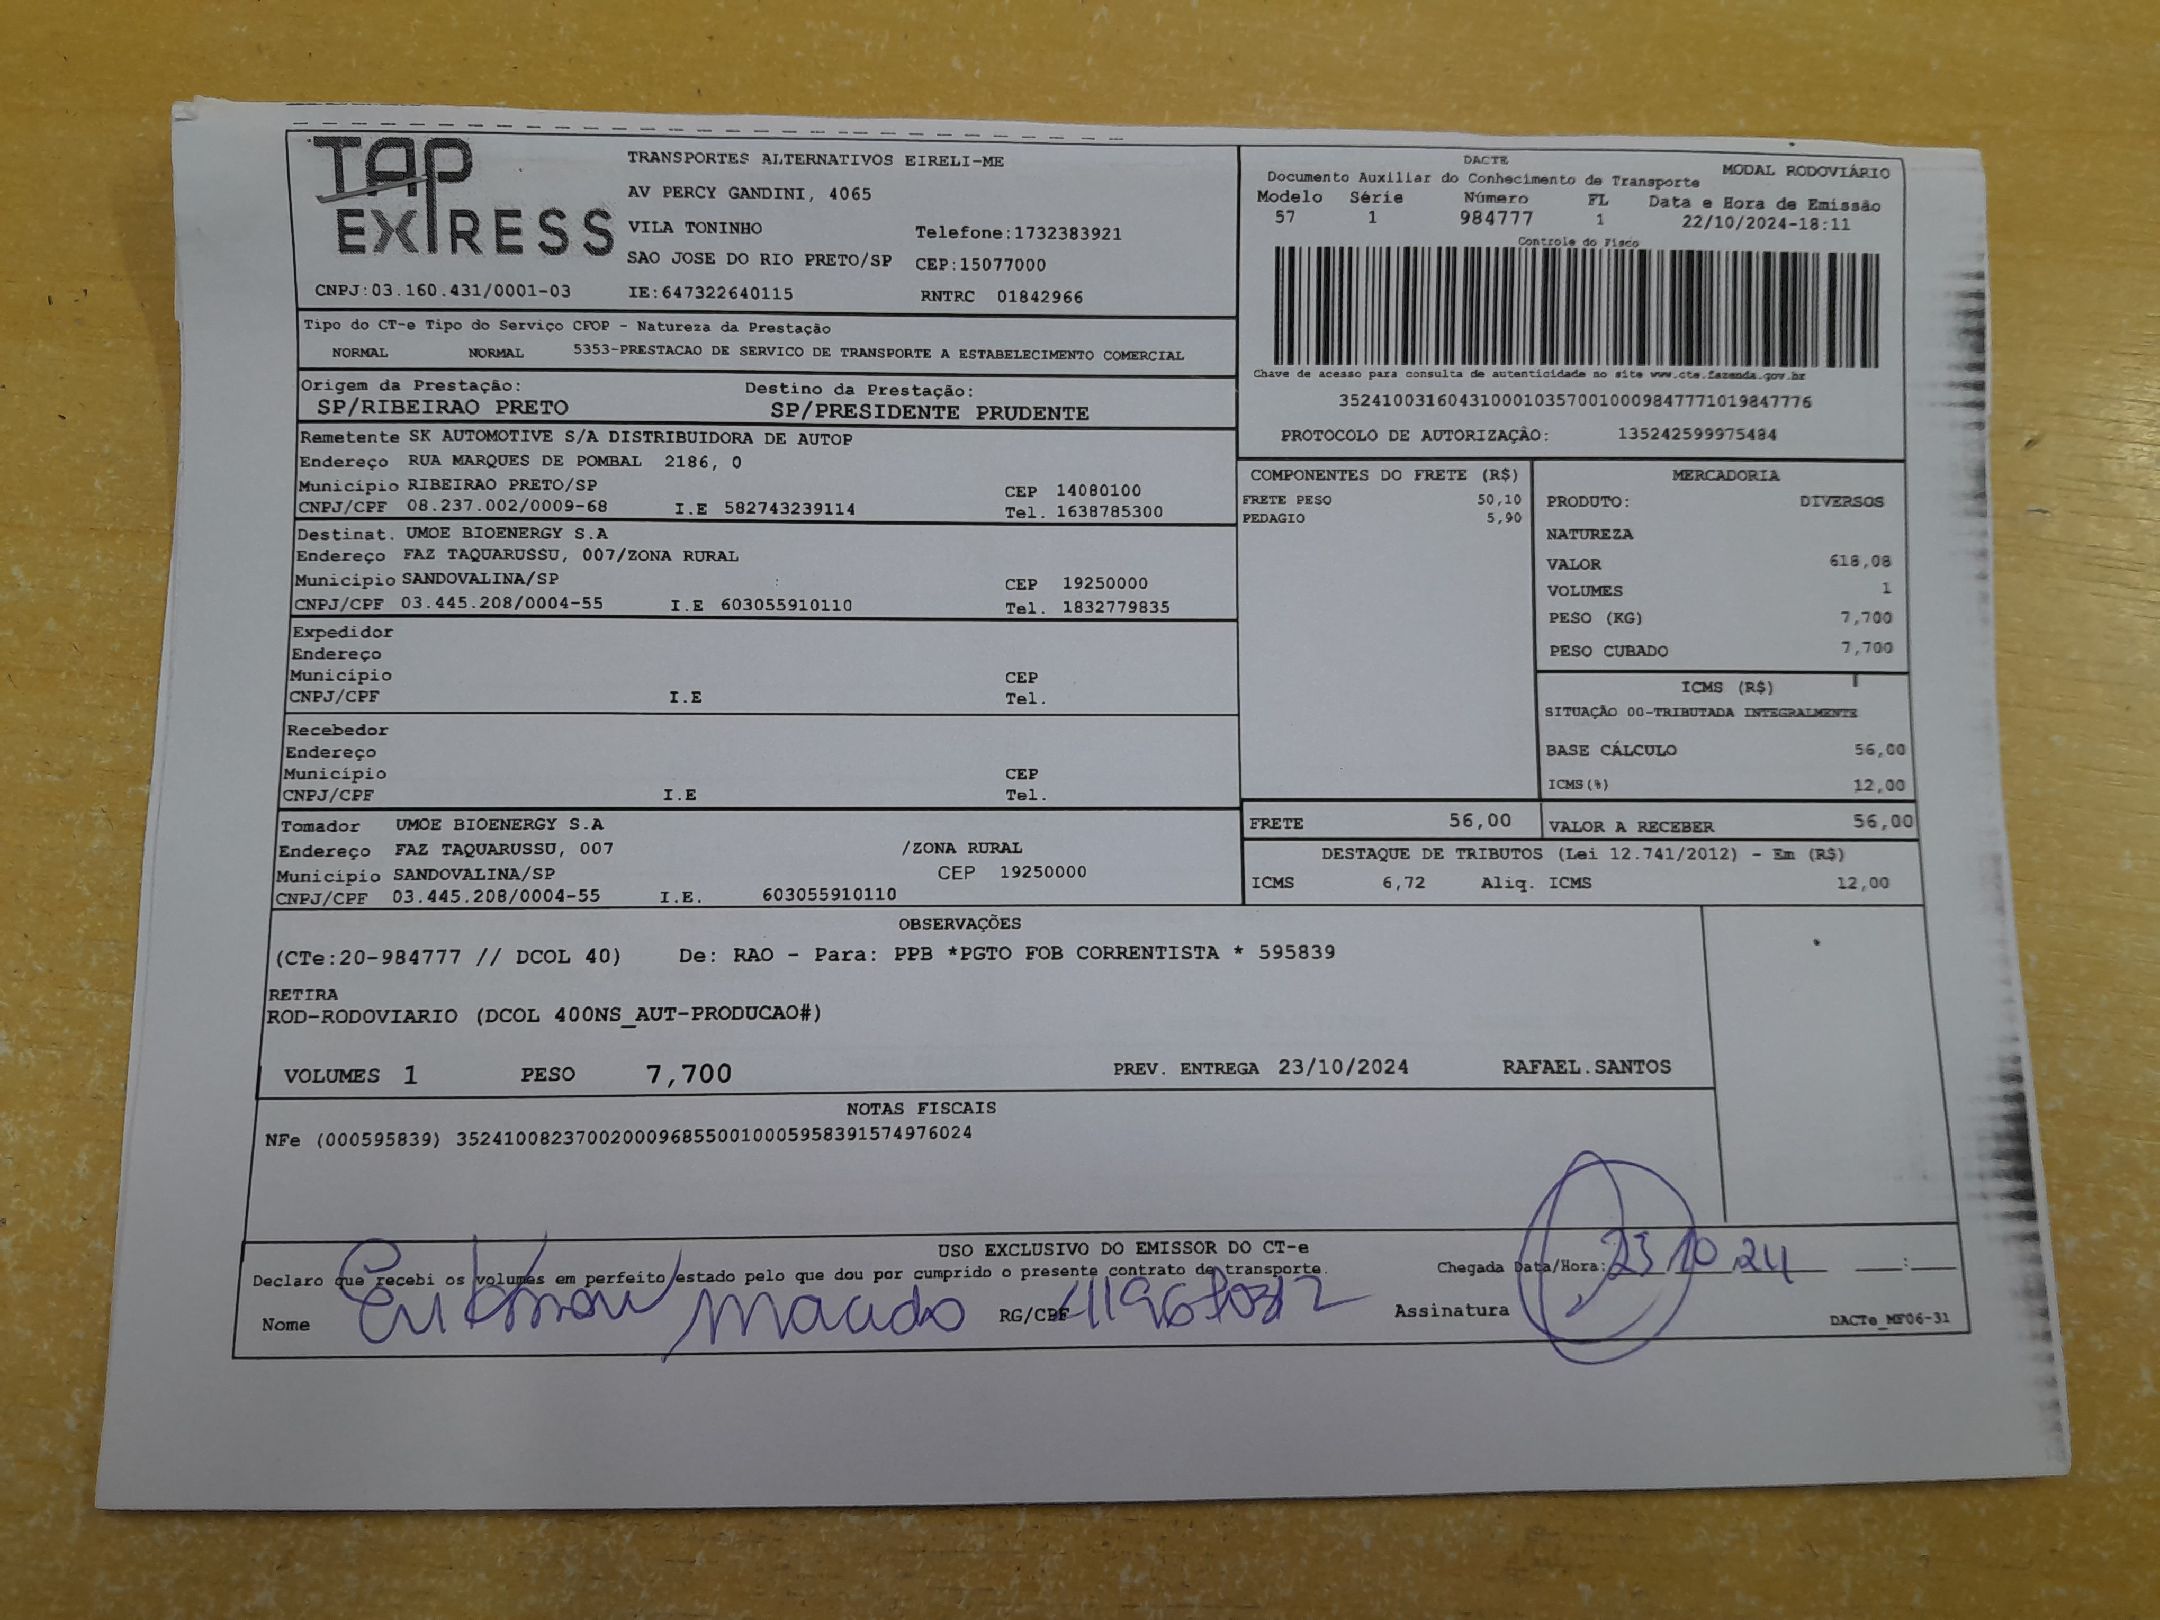 TAP EXPRESS
TRANSPORTES ALTERNATIVOS EIRELI-ME
AV PERCY GANDINI, 4065
VILA TONINHO Telefone:1732383921
SAO JOSE DO RIO PRETO/SP CEP:15077000
CNPJ:03.160.431/0001-03 IE:647322640115 RNTRC 01842966
DACTE MODAL RODOVIÁRIO
Documento Auxiliar do Conhecimento de Transporte
Modelo Série Número FL Data e Hora de Emissão
57 1 984777 1 22/10/2024-18:11
Controle do Fisco
Chave de acesso para consulta de autenticidade no site www.cte.fazenda.gov.br
35241003160431000103570010009847771019847776
PROTOCOLO DE AUTORIZAÇÃO: 135242599975484
Tipo do CT-e Tipo do Serviço CFOP - Natureza da Prestação
NORMAL NORMAL 5353-PRESTACAO DE SERVICO DE TRANSPORTE A ESTABELECIMENTO COMERCIAL
Origem da Prestação: Destino da Prestação:
SP/RIBEIRAO PRETO SP/PRESIDENTE PRUDENTE
Remetente SK AUTOMOTIVE S/A DISTRIBUIDORA DE AUTOP
Endereço RUA MARQUES DE POMBAL 2186, 0
Município RIBEIRAO PRETO/SP CEP 14080100
CNPJ/CPF 08.237.002/0009-68 I.E 582743239114 Tel. 1638785300
Destinat. UMOE BIOENERGY S.A
Endereço FAZ TAQUARUSSU, 007/ZONA RURAL
Município SANDOVALINA/SP CEP 19250000
CNPJ/CPF 03.445.208/0004-55 I.E 603055910110 Tel. 1832779835
Expedidor
Endereço
Município CEP
CNPJ/CPF I.E Tel.
Recebedor
Endereço
Município CEP
CNPJ/CPF I.E Tel.
Tomador UMOE BIOENERGY S.A
Endereço FAZ TAQUARUSSU, 007 /ZONA RURAL
Município SANDOVALINA/SP CEP 19250000
CNPJ/CPF 03.445.208/0004-55 I.E. 603055910110
COMPONENTES DO FRETE (R$)
FRETE PESO 50,10
PEDAGIO 5,90
MERCADORIA
PRODUTO: DIVERSOS
NATUREZA
VALOR 618,08
VOLUMES 1
PESO (KG) 7,700
PESO CUBADO 7,700
ICMS (R$)
SITUAÇÃO 00-TRIBUTADA INTEGRALMENTE
BASE CÁLCULO 56,00
ICMS(%) 12,00
FRETE 56,00 VALOR A RECEBER 56,00
DESTAQUE DE TRIBUTOS (Lei 12.741/2012) - Em (R$)
ICMS 6,72 Aliq. ICMS 12,00
OBSERVAÇÕES
(CTe:20-984777 // DCOL 40) De: RAO - Para: PPB *PGTO FOB CORRENTISTA * 595839
RETIRA
ROD-RODOVIARIO (DCOL 400NS_AUT-PRODUCAO#)
VOLUMES 1 PESO 7,700 PREV. ENTREGA 23/10/2024 RAFAEL.SANTOS
NOTAS FISCAIS
NFe (000595839) 35241008237002000968550010005958391574976024
USO EXCLUSIVO DO EMISSOR DO CT-e
Declaro que recebi os volumes em perfeito estado pelo que dou por cumprido o presente contrato de transporte.
Chegada Data/Hora: 23/10 24 __:__
Nome Macedo RG/CPF Assinatura
DACTe_MF06-31